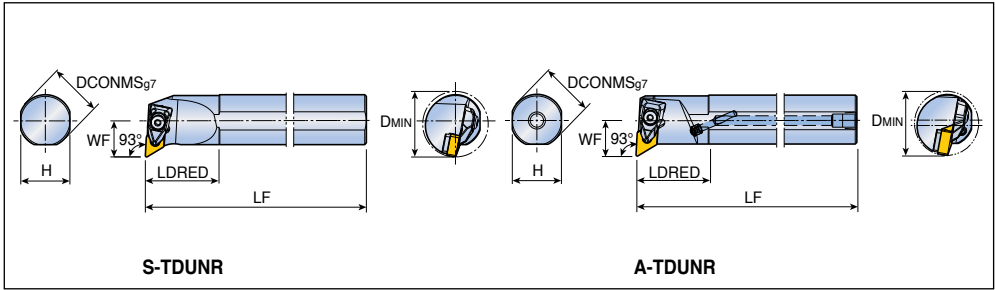 DCONMSg7
WF
93°
H
LDRED
LF
DMIN
S-TDUNR
DCONMSg7
WF
93°
H
LDRED
LF
DMIN
A-TDUNR